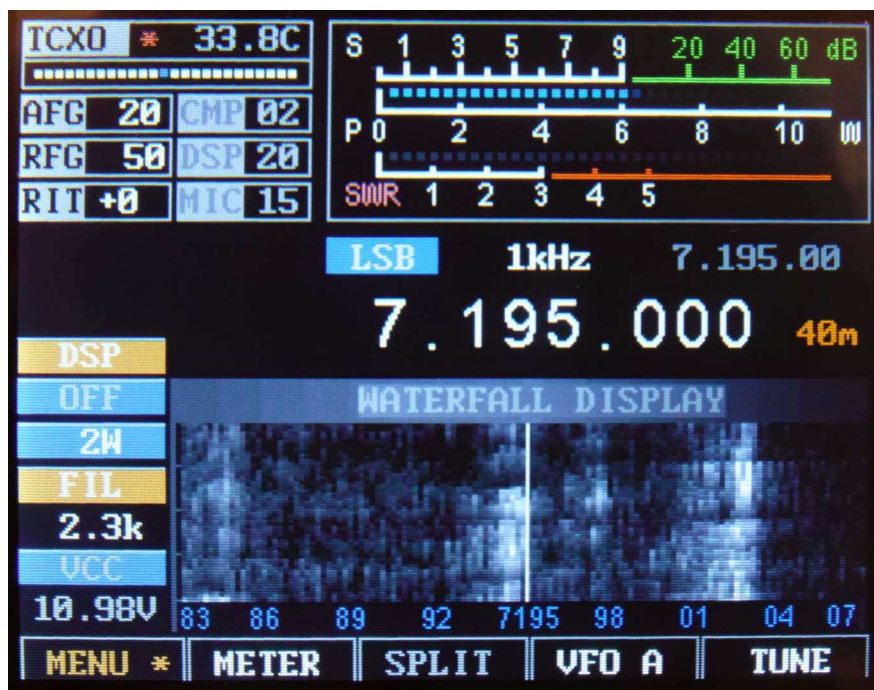 TCXO * 33.8C
AFG 20 CMP 02
RFG 50 DSP 20
RIT +0 MIC 15
S 1 3 5 7 9 20 40 60 dB
P 0 2 4 6 8 10 W
SWR 1 2 3 4 5
LSB 1kHz 7.195.00
7.195.000 40m
DSP
OFF
2W
FIL
2.3k
VCC
10.98V
WATERFALL DISPLAY
83 86 89 92 7195 98 01 04 07
MENU * METER SPLIT VFO A TUNE